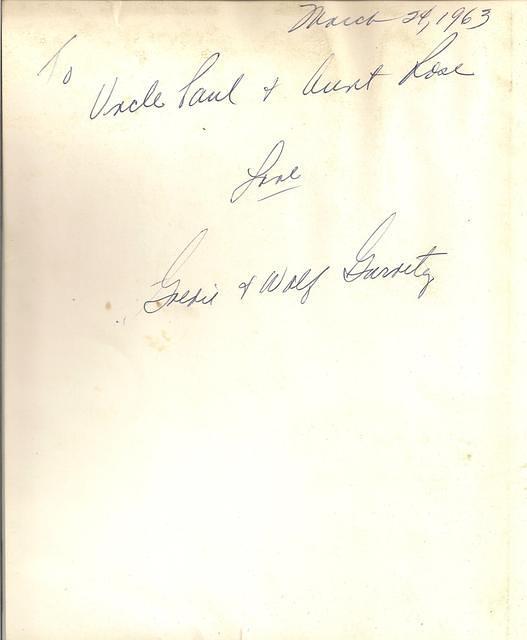 March 24, 1963
To
Uncle Paul & Aunt Rose
Love
& Wolf